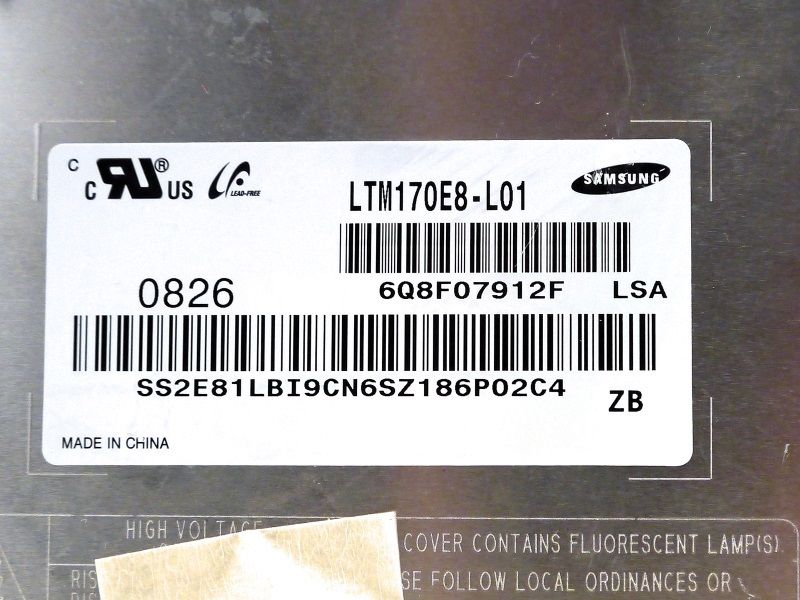 C
C RU ® US LEAD-FREE
LTM170E8-L01
SAMSUNG
0826
6Q8F07912F LSA
SS2E81LBI9CN6SZ186P02C4
ZB
MADE IN CHINA
HIGH VOLTAGE
COVER CONTAINS FLUORESCENT LAMP(S).
FOLLOW LOCAL ORDINANCES OR